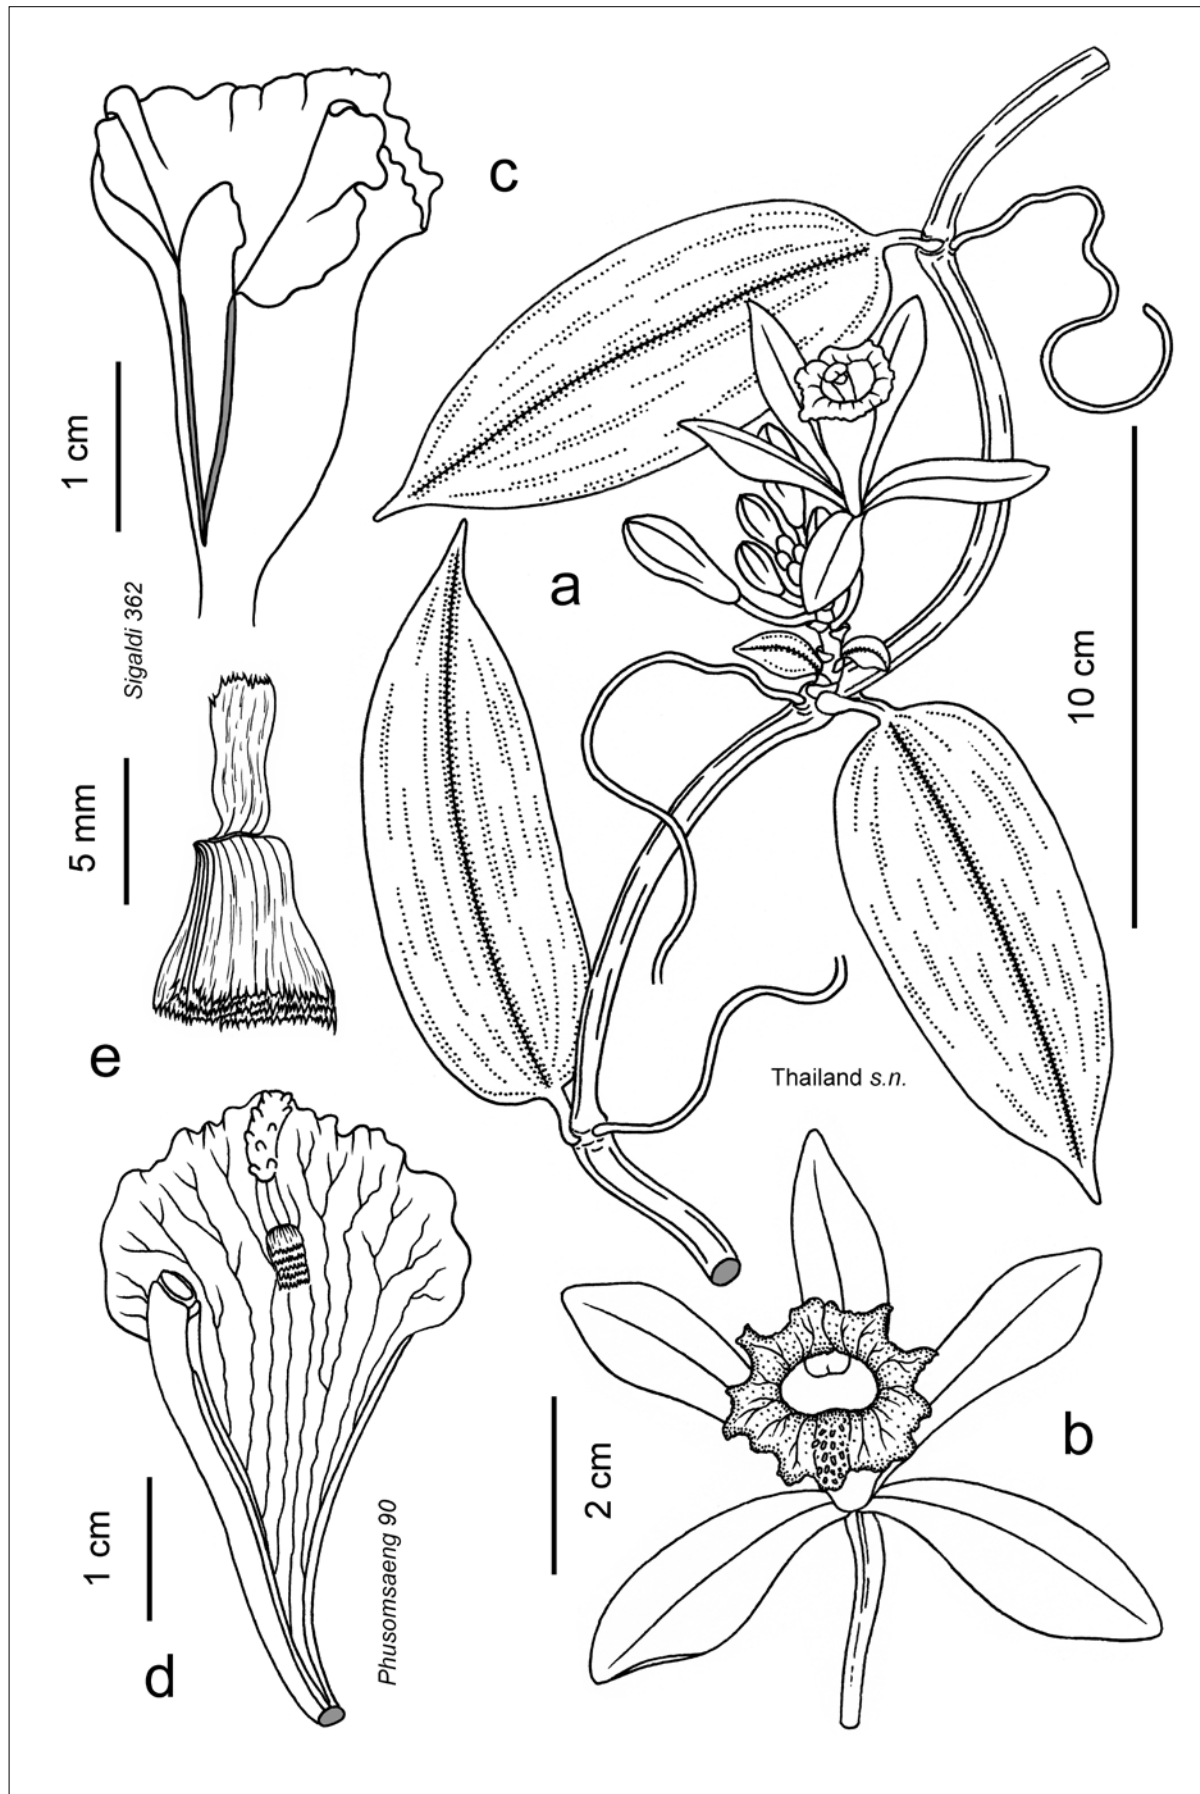 c
1 cm
a
Sigaldi 362
10 cm
5 mm
e
Thailand s.n.
b
2 cm
1 cm
Phusomsaeng 90
d